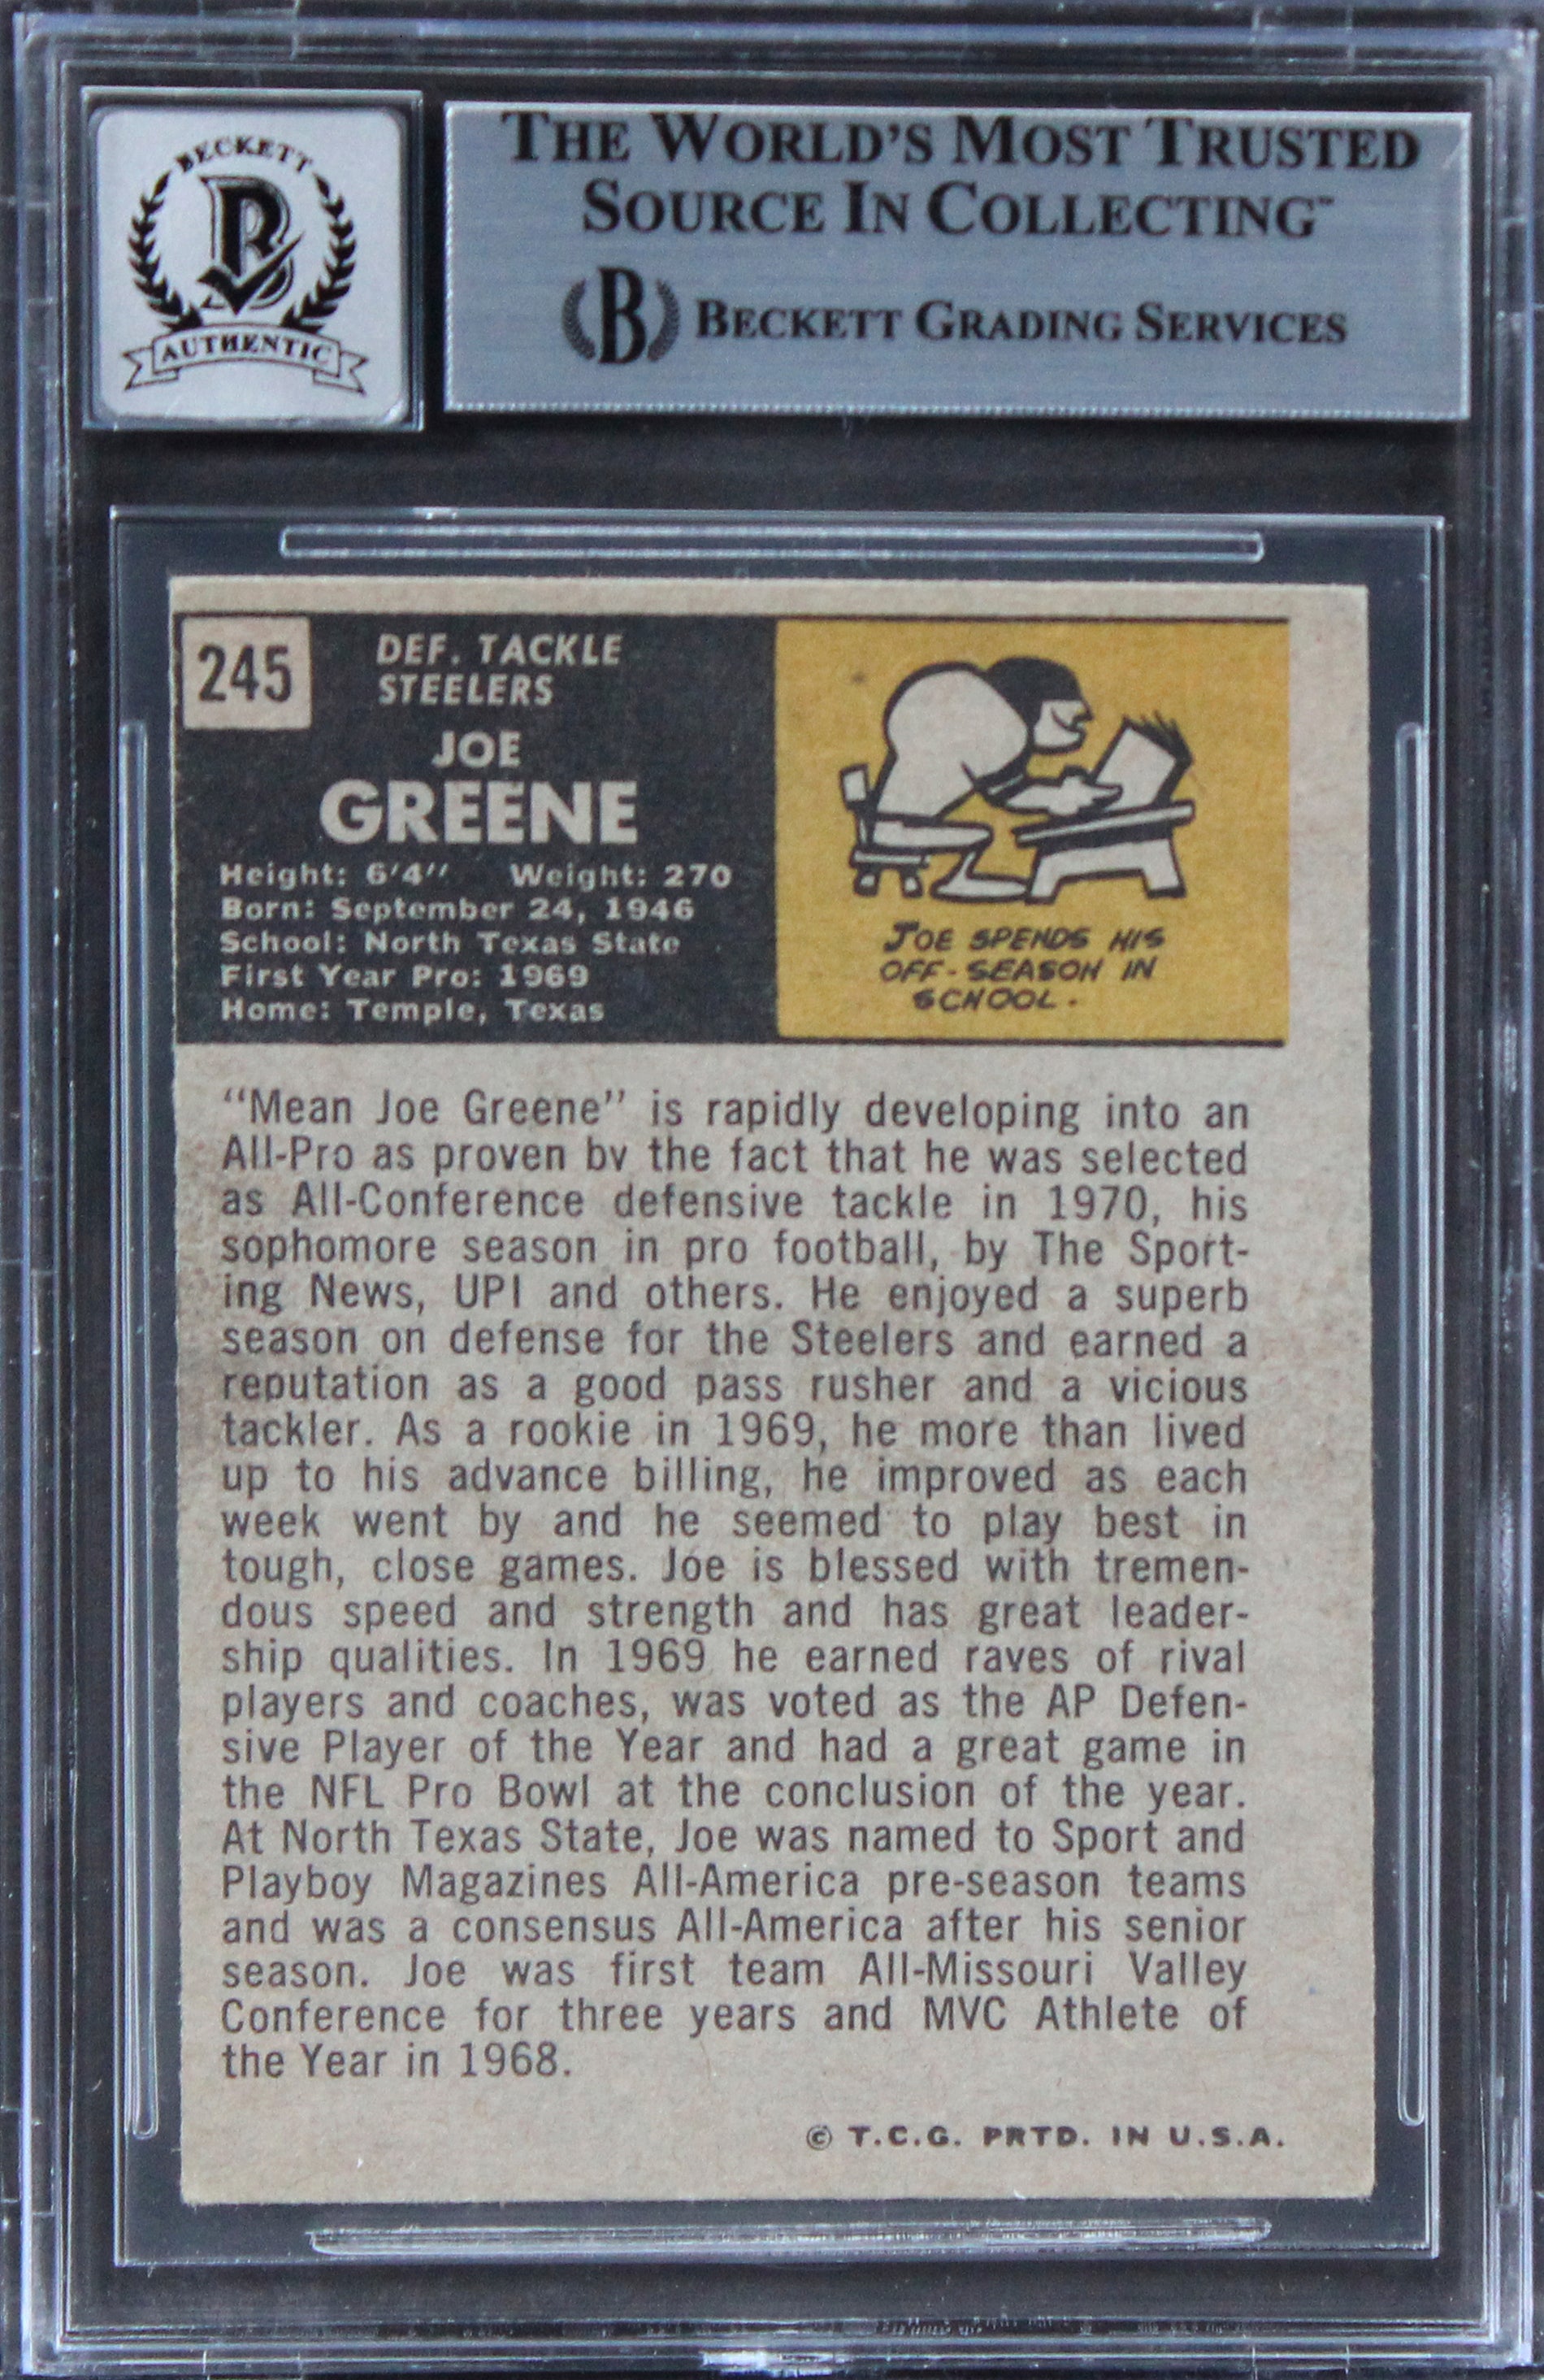 BECKETT
B
AUTHENTIC
THE WORLD'S MOST TRUSTED
SOURCE IN COLLECTING™
B BECKETT GRADING SERVICES
245
DEF. TACKLE
STEELERS
JOE
GREENE
Height: 6'4" Weight: 270
Born: September 24, 1946
School: North Texas State
First Year Pro: 1969
Home: Temple, Texas
JOE SPENDS HIS
OFF-SEASON IN
SCHOOL.
"Mean Joe Greene" is rapidly developing into an
All-Pro as proven by the fact that he was selected
as All-Conference defensive tackle in 1970, his
sophomore season in pro football, by The Sport-
ing News, UPI and others. He enjoyed a superb
season on defense for the Steelers and earned a
reputation as a good pass rusher and a vicious
tackler. As a rookie in 1969, he more than lived
up to his advance billing, he improved as each
week went by and he seemed to play best in
tough, close games. Joe is blessed with tremen-
dous speed and strength and has great leader-
ship qualities. In 1969 he earned raves of rival
players and coaches, was voted as the AP Defen-
sive Player of the Year and had a great game in
the NFL Pro Bowl at the conclusion of the year.
At North Texas State, Joe was named to Sport and
Playboy Magazines All-America pre-season teams
and was a consensus All-America after his senior
season. Joe was first team All-Missouri Valley
Conference for three years and MVC Athlete of
the Year in 1968.
© T.C.G. PRTD. IN U.S.A.